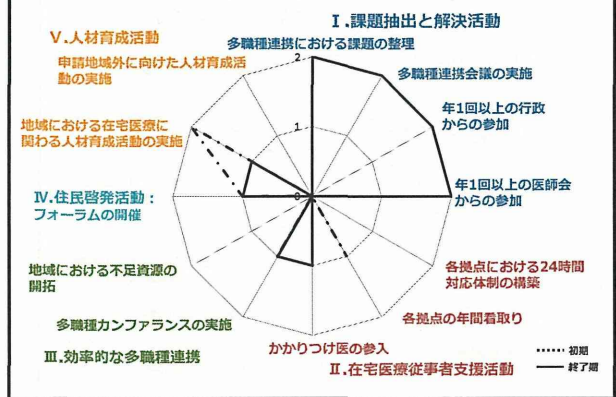 Ⅰ.課題抽出と解決活動
多職種連携における課題の整理
多職種連携会議の実施
年1回以上の行政
からの参加
年1回以上の医師会
からの参加
各拠点における24時間
対応体制の構築
各拠点の年間看取り
かかりつけ医の参入
Ⅱ.在宅医療従事者支援活動
多職種カンファランスの実施
Ⅲ.効率的な多職種連携
地域における不足資源の
開拓
Ⅳ.住民啓発活動：
フォーラムの開催
地域における在宅医療に
関わる人材育成活動の実施
申請地域外に向けた人材育成活
動の実施
Ⅴ.人材育成活動
2
1
0
初期
終了期